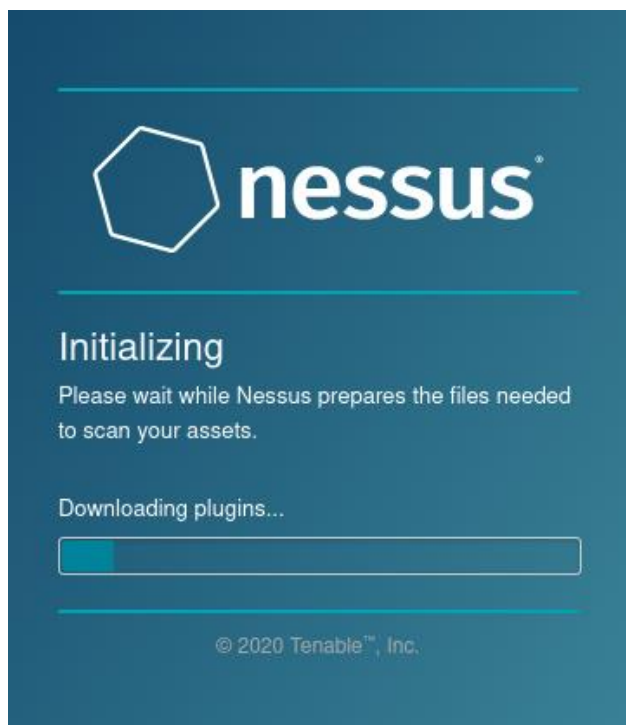 nessus®
Initializing
Please wait while Nessus prepares the files needed
to scan your assets.
Downloading plugins...
© 2020 Tenable™, Inc.